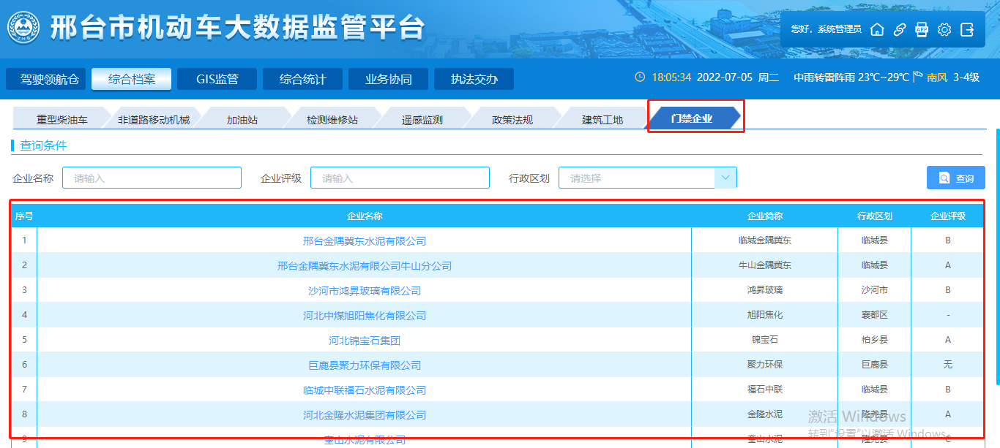 邢台市机动车大数据监管平台
您好，系统管理员
驾驶领航仓 综合档案 GIS监管 综合统计 业务协同 执法交办
18:05:34 2022-07-05 周二 中雨转雷阵雨 23℃~29℃ 南风 3-4级
重型柴油车 非道路移动机械 加油站 检测维修站 遥感监测 政策法规 建筑工地 门禁企业
查询条件
企业名称 请输入 企业评级 请输入 行政区划 请选择 查询
序号 企业名称 企业简称 行政区划 企业评级
1 邢台金隅冀东水泥有限公司 临城金隅冀东 临城县 B
2 邢台金隅冀东水泥有限公司牛山分公司 牛山金隅冀东 临城县 A
3 沙河市鸿昇玻璃有限公司 鸿昇玻璃 沙河市 B
4 河北中煤旭阳焦化有限公司 旭阳焦化 襄都区 -
5 河北锦宝石集团 锦宝石 柏乡县 A
6 巨鹿县聚力环保有限公司 聚力环保 巨鹿县 无
7 临城中联福石水泥有限公司 福石中联 临城县 B
8 河北金隆水泥集团有限公司 金隆水泥 隆尧县 A
激活 Windows
转到"设置"以激活 Windows。
9 奎山水泥有限公司 奎山水泥 隆尧县 C